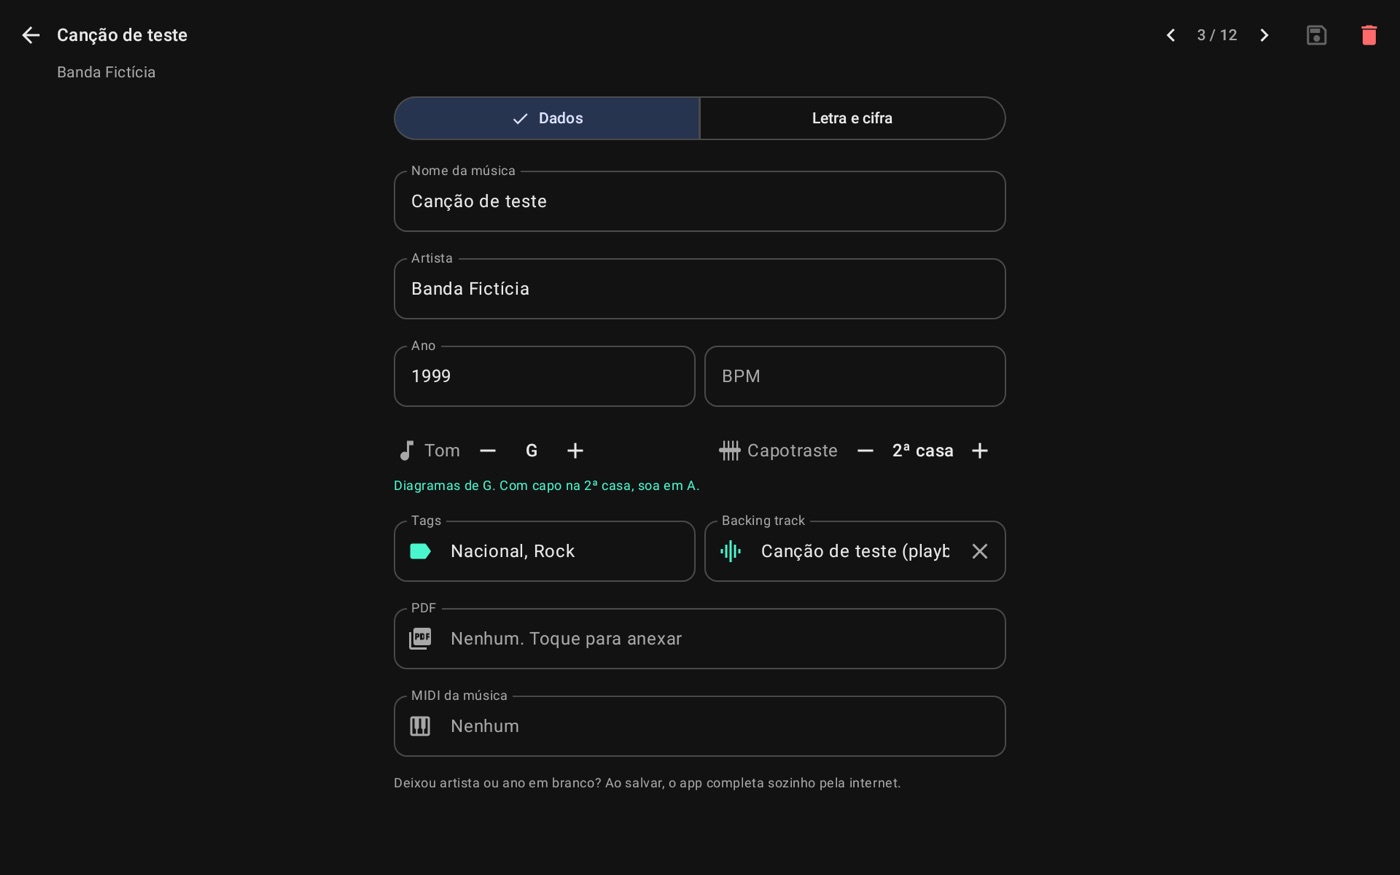 Canção de teste
3 / 12
Banda Fictícia
Dados
Letra e cifra
Nome da música
Canção de teste
Artista
Banda Fictícia
Ano
1999
BPM
Tom
G
Capotraste
2ª casa
Diagramas de G. Com capo na 2ª casa, soa em A.
Tags
Nacional, Rock
Backing track
Canção de teste (playb
PDF
PDF
Nenhum. Toque para anexar
MIDI da música
Nenhum
Deixou artista ou ano em branco? Ao salvar, o app completa sozinho pela internet.